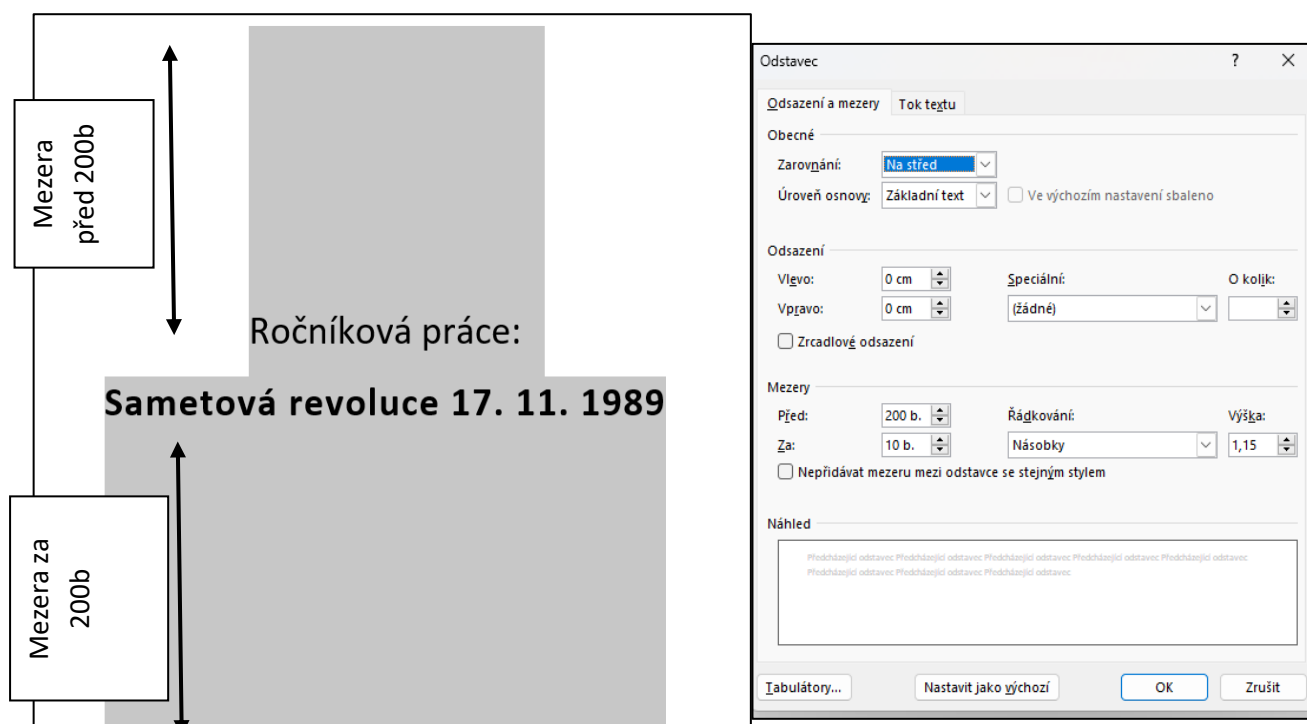 Mezera
před 200b
Ročníková práce:
Sametová revoluce 17. 11. 1989
Mezera za
200b
Odstavec
?
Odsazení a mezery
Tok textu
Obecné
Zarovnání:
Na střed
Úroveň osnovy:
Základní text
Ve výchozím nastavení sbaleno
Odsazení
Vlevo:
0 cm
Speciální:
O kolik:
Vpravo:
0 cm
(žádné)
Zrcadlové odsazení
Mezery
Před:
200 b.
Řádkování:
Výška:
Za:
10 b.
Násobky
1,15
Nepřidávat mezeru mezi odstavce se stejným stylem
Náhled
Předcházející odstavec Předcházející odstavec Předcházející odstavec Předcházející odstavec Předcházející odstavec
Předcházející odstavec Předcházející odstavec Předcházející odstavec
Tabulátory...
Nastavit jako výchozí
OK
Zrušit